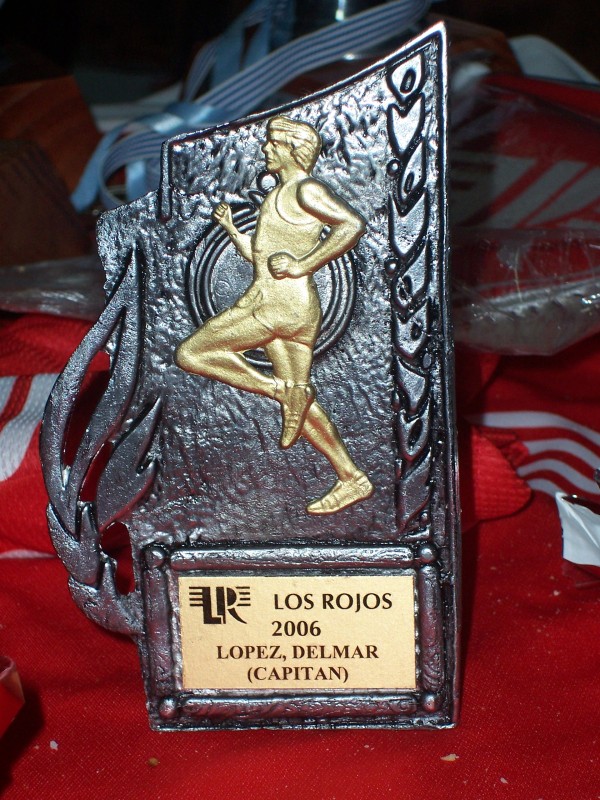 LR LOS ROJOS
2006
LOPEZ, DELMAR
(CAPITAN)